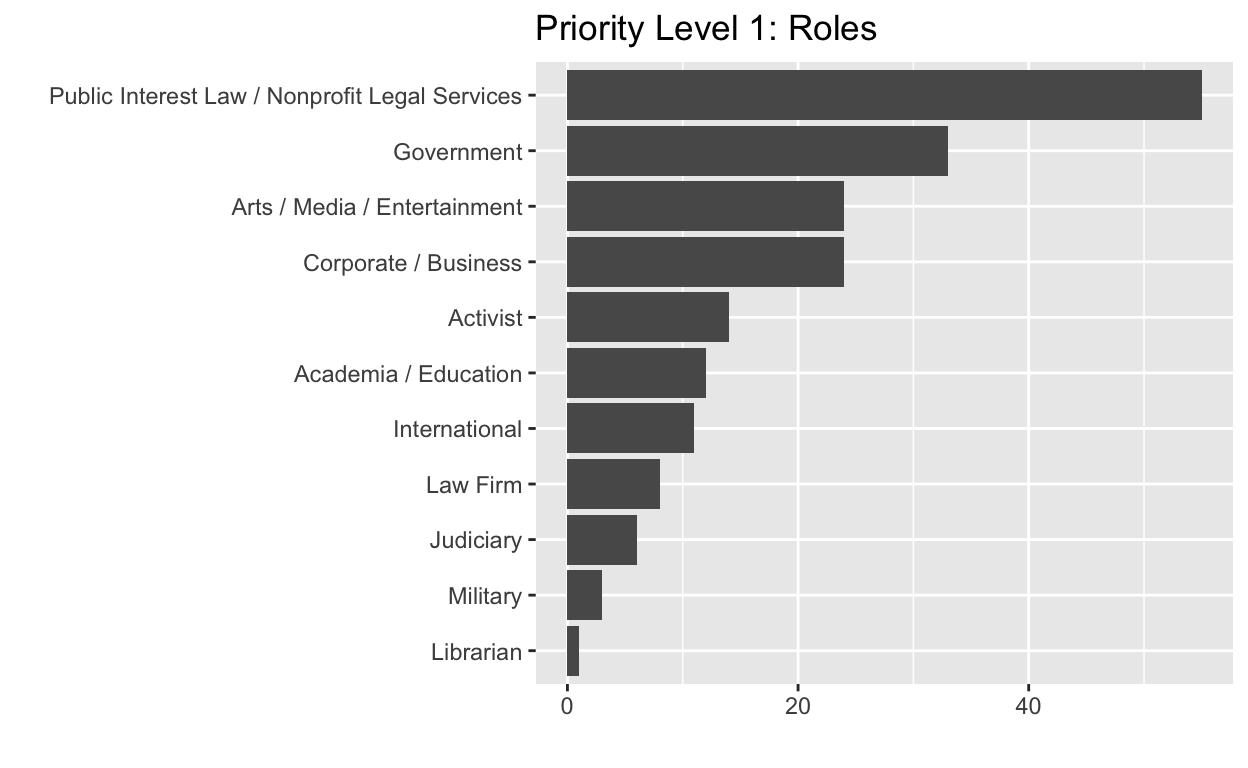 Priority Level 1: Roles
Public Interest Law / Nonprofit Legal Services
Government
Arts / Media / Entertainment
Corporate / Business
Activist
Academia / Education
International
Law Firm
Judiciary
Military
Librarian
0 20 40